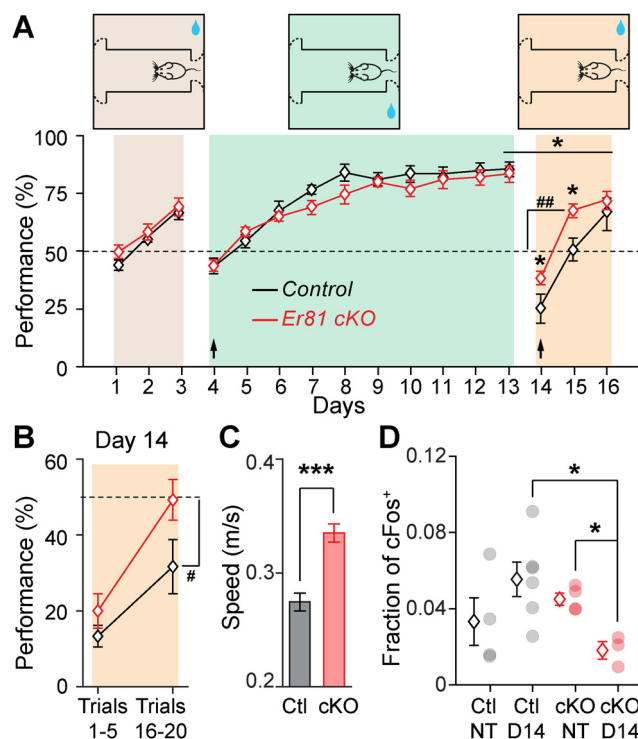 A
Performance (%)
100
75
50
25
0
*
##
*
*
Control
Er81 cKO
1 2 3 4 5 6 7 8 9 10 11 12 13 14 15 16
Days
B
Day 14
Performance (%)
60
40
20
0
#
Trials Trials
1-5 16-20
C
Speed (m/s)
0.4
0.3
0.2
***
Ctl cKO
D
Fraction of cFos+
0.12
0.08
0.04
0
*
*
Ctl Ctl cKO cKO
NT D14 NT D14